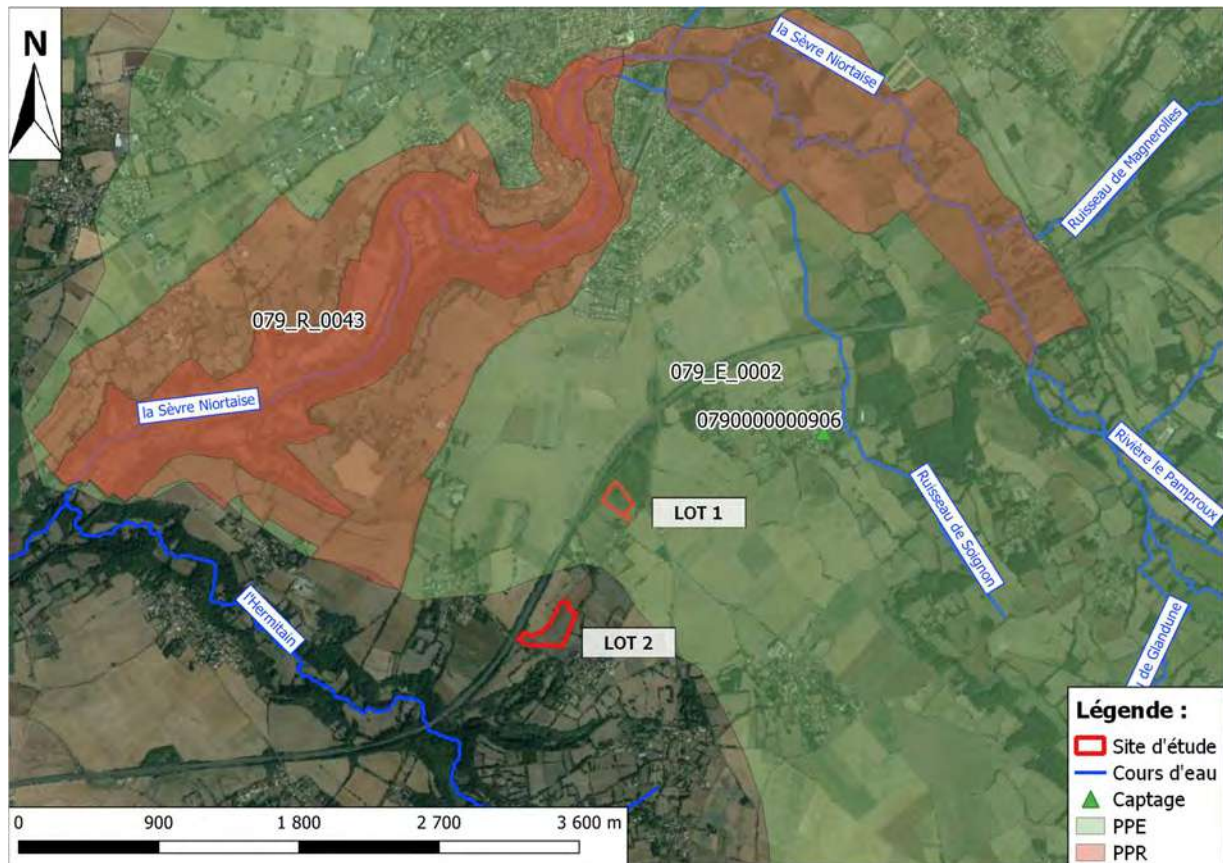 N
la Sèvre Niortaise
Ruisseau de Magnerolles
079_R_0043
079_E_0002
0790000000906
la Sèvre Niortaise
Rivière le Pamproux
LOT 1
Ruisseau de Soignon
l'Hermitain
LOT 2
de Glandune
Légende :
Site d'étude
Cours d'eau
Captage
PPE
PPR
0 900 1 800 2 700 3 600 m